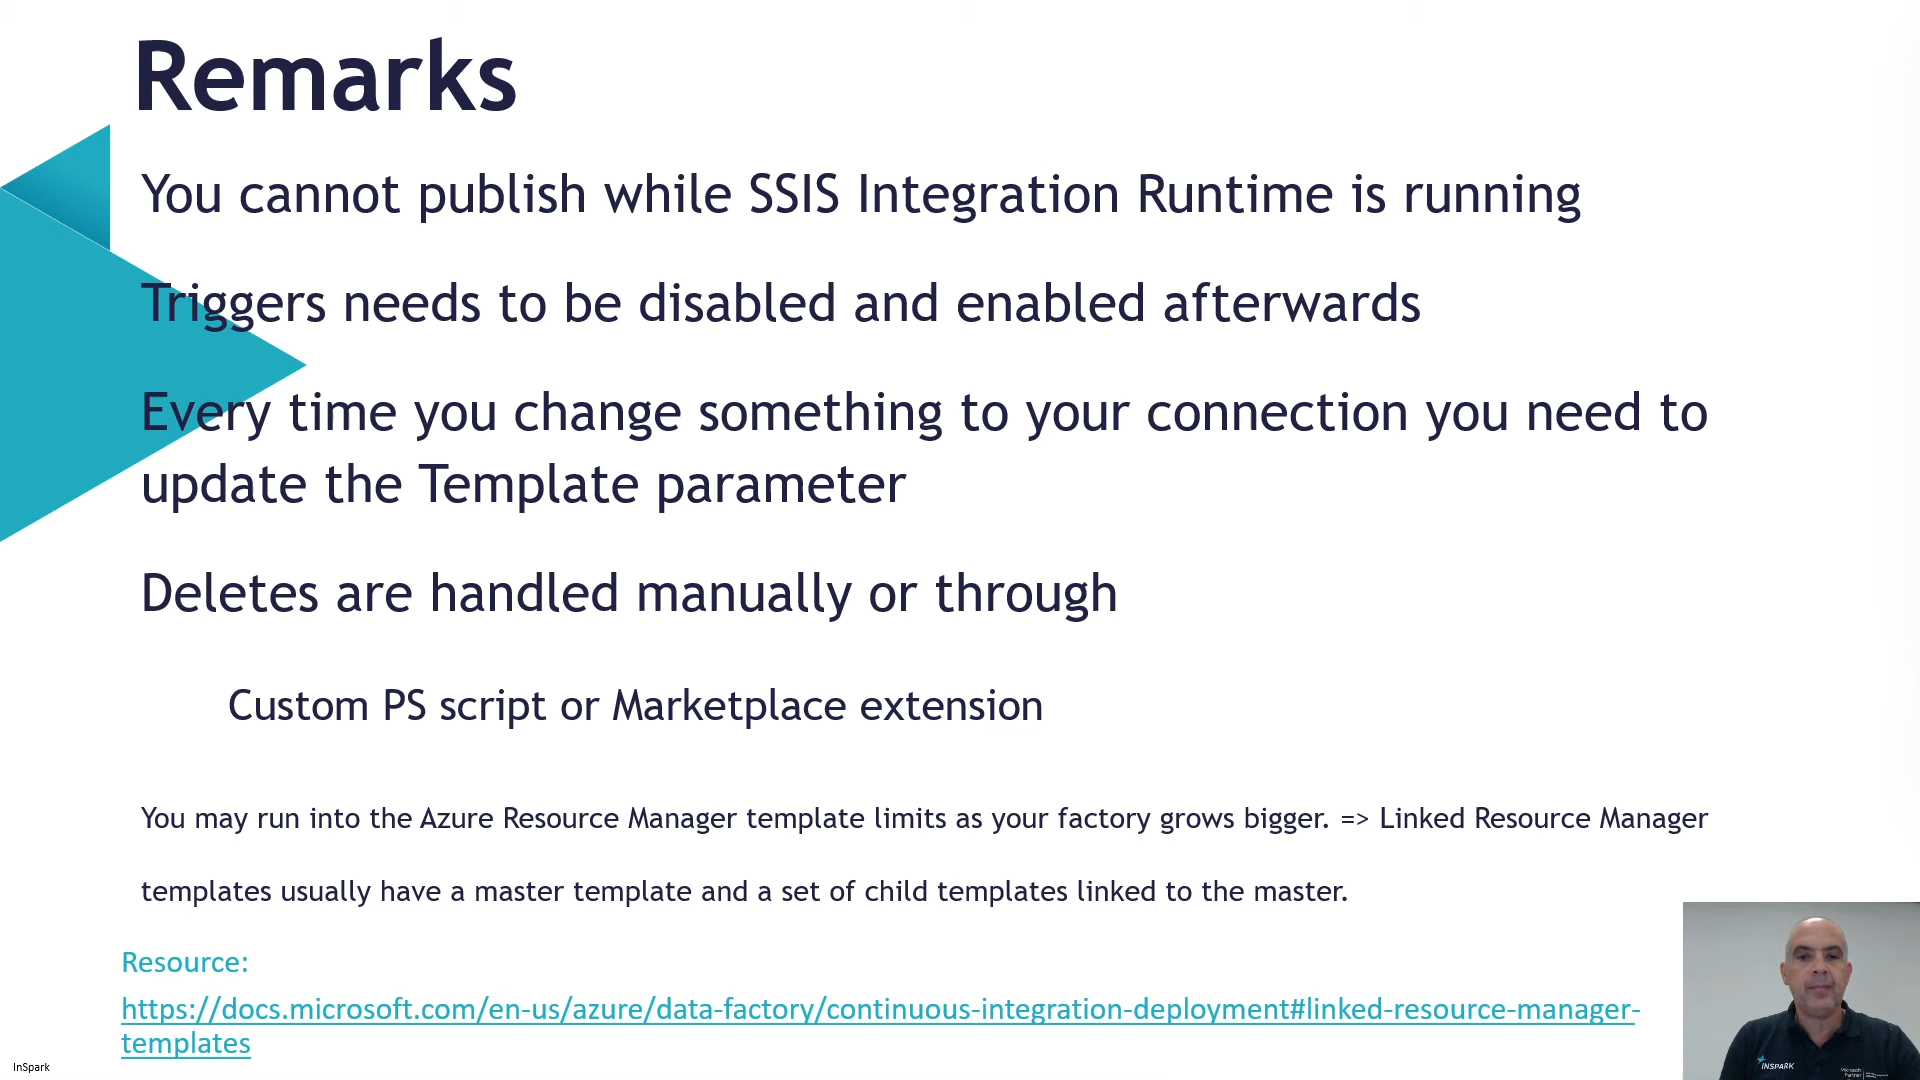 Remarks
You cannot publish while SSIS Integration Runtime is running
Triggers needs to be disabled and enabled afterwards
Every time you change something to your connection you need to
update the Template parameter
Deletes are handled manually or through
Custom PS script or Marketplace extension
You may run into the Azure Resource Manager template limits as your factory grows bigger. => Linked Resource Manager
templates usually have a master template and a set of child templates linked to the master.
Resource:
https://docs.microsoft.com/en-us/azure/data-factory/continuous-integration-deployment#linked-resource-manager-
templates
InSpark
INSPARK
Microsoft
Partner